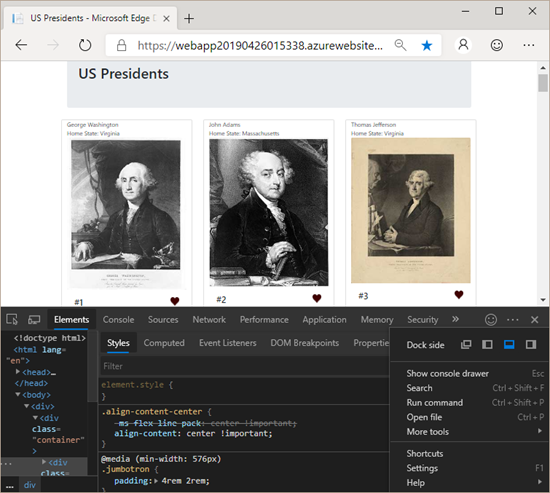 US Presidents - Microsoft Edge D
https://webapp20190426015338.azurewebsite...
US Presidents
George Washington
Home State: Virginia
John Adams
Home State: Massachusetts
Thomas Jefferson
Home State: Virginia
#1
#2
#3
Elements Console Sources Network Performance Application Memory Security »
<!doctype html>
<html lang=
"en">
<head>…
</head>
<body>
<div>
<div
class=
"container"
>
<div
class=
... div
Styles Computed Event Listeners DOM Breakpoints Properties
Filter
element.style {
}
.align-content-center {
-ms-flex-line-pack: center !important;
align-content: center !important;
}
@media (min-width: 576px)
.jumbotron {
padding: 4rem 2rem;
Dock side
Show console drawer Esc
Search Ctrl + Shift + F
Run command Ctrl + Shift + P
Open file Ctrl + P
More tools
Shortcuts
Settings F1
Help